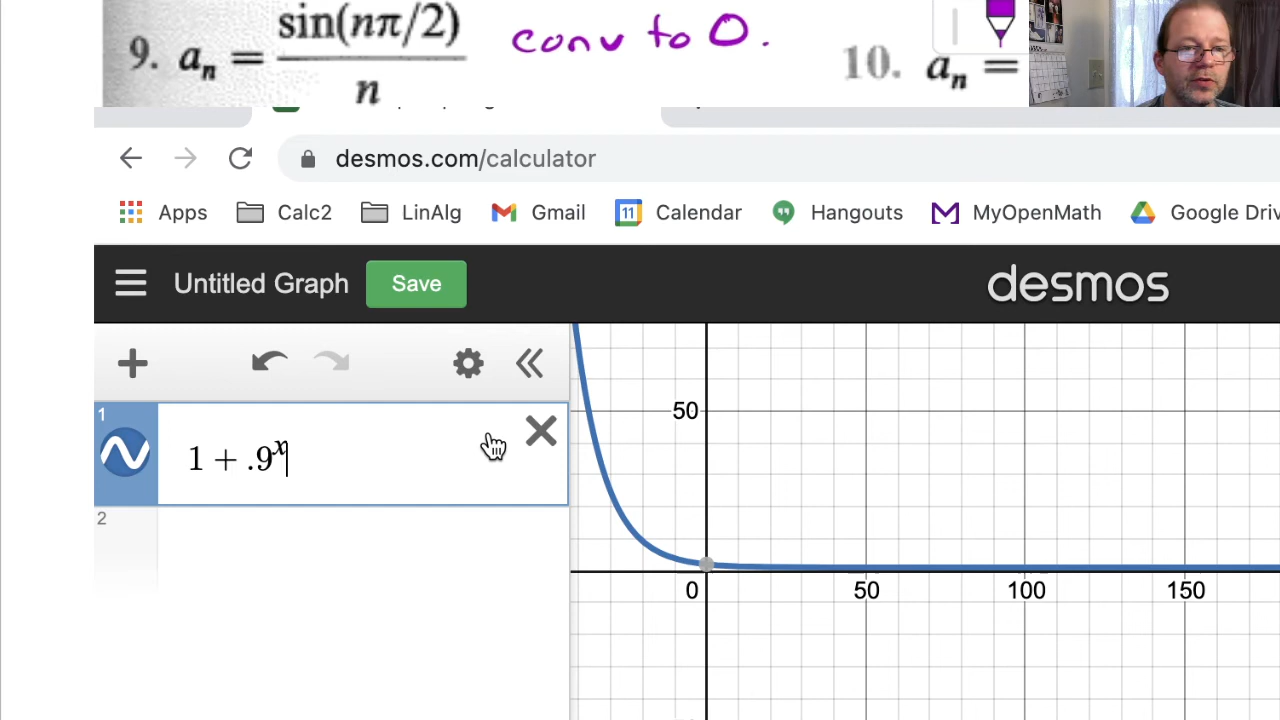 9. aₙ = sin(nπ/2)/n conv to 0. 10. aₙ =
desmos.com/calculator
Apps Calc2 LinAlg Gmail 11 Calendar Hangouts MyOpenMath Google Driv
Untitled Graph Save desmos
1
1 + .9ˣ
2
50
0 50 100 150